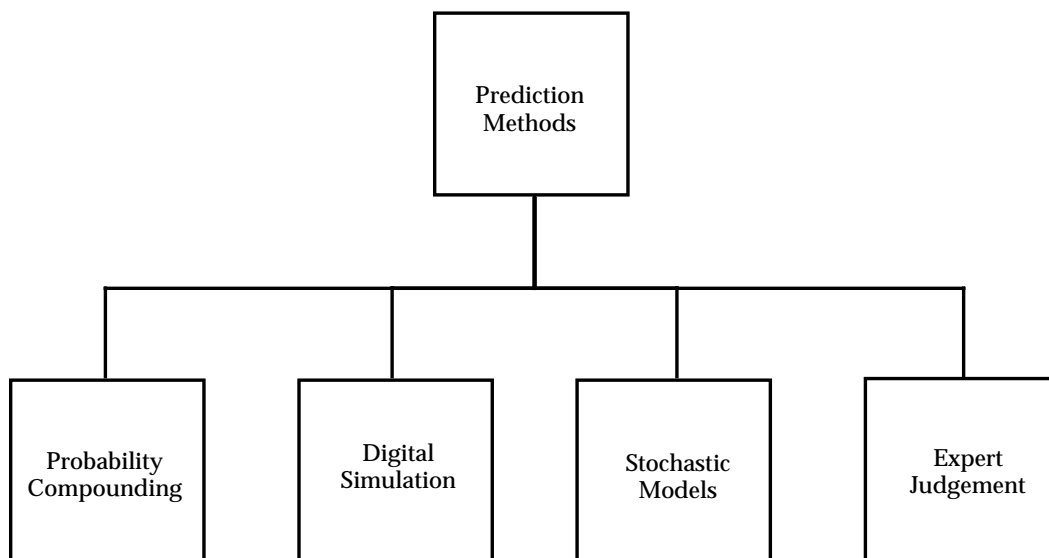 Prediction
Methods
Probability
Compounding
Digital
Simulation
Stochastic
Models
Expert
Judgement